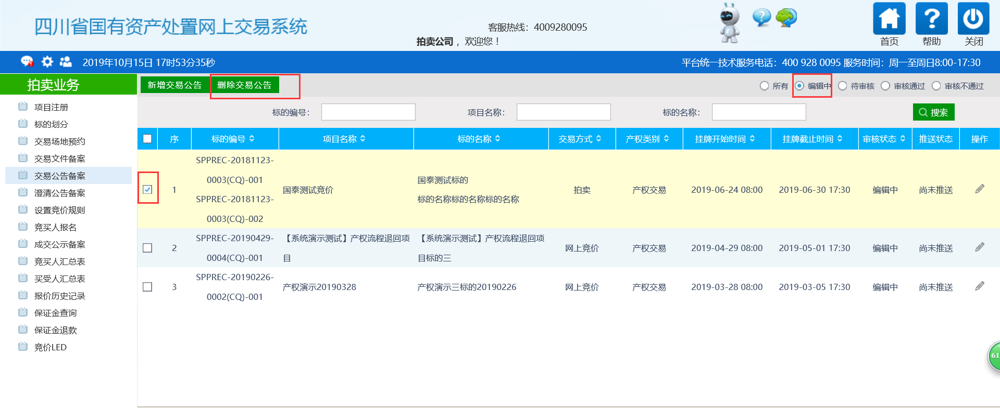 四川省国有资产处置网上交易系统
客服热线：4009280095
拍卖公司， 欢迎您！
首页
帮助
关闭
2019年10月15日 17时53分35秒
平台统一技术服务电话：400 928 0095 服务时间：周一至周日8:00-17:30
拍卖业务
项目注册
标的划分
交易场地预约
交易文件备案
交易公告备案
澄清公告备案
设置竞价规则
竞买人报名
成交公示备案
竞买人汇总表
买受人汇总表
报价历史记录
保证金查询
保证金退款
竞价LED
新增交易公告 删除交易公告
所有 编辑中 待审核 审核通过 审核不通过
标的编号： 项目名称： 标的名称： 搜索
序 标的编号 项目名称 标的名称 交易方式 产权类别 挂牌开始时间 挂牌截止时间 审核状态 推送状态 操作
SPPREC-20181123-
0003(CQ)-001
SPPREC-20181123-
0003(CQ)-002
1 国泰测试竞价
国泰测试标的
标的名称标的名称标的名称
拍卖 产权交易 2019-06-24 08:00 2019-06-30 17:30 编辑中 尚未推送
2
SPPREC-20190429-
0004(CQ)-001
【系统演示测试】产权流程退回项
目
【系统演示测试】产权流程退回项
目标的三
网上竞价 产权交易 2019-04-29 08:00 2019-05-01 17:30 编辑中 尚未推送
3
SPPREC-20190226-
0002(CQ)-001
产权演示20190328 产权演示三标的20190226 网上竞价 产权交易 2019-03-28 08:00 2019-03-05 17:30 编辑中 尚未推送
61